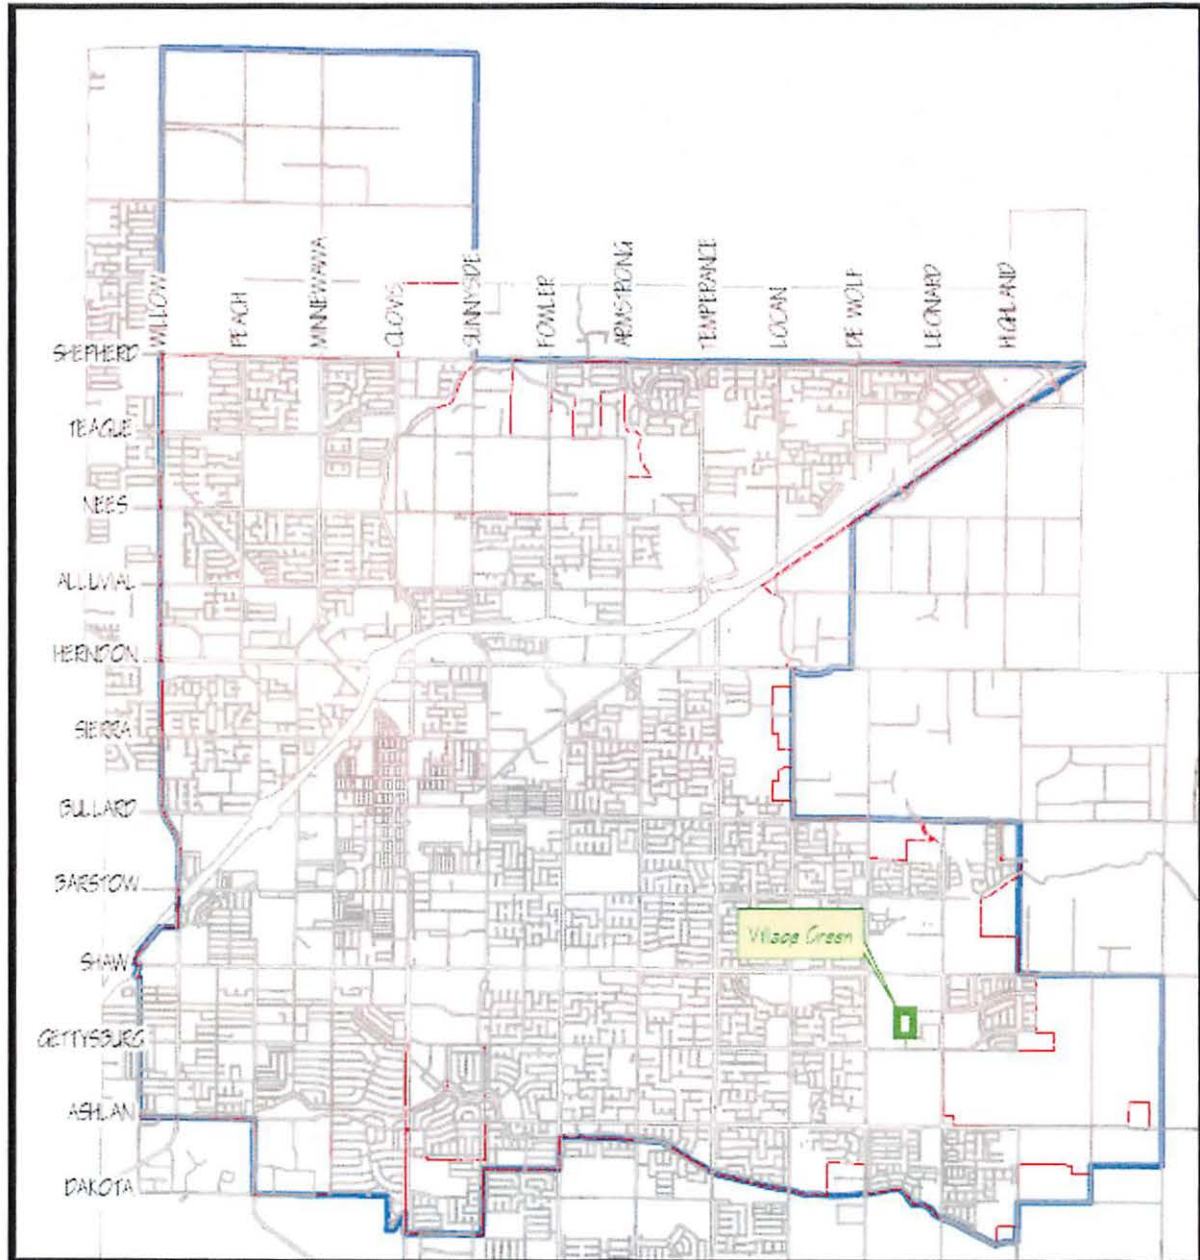 WILLOW
PEACH
MINNEWAWA
CLOVIS
SUNNYSIDE
FOWLER
ARMSTRONG
TEMPERANCE
LOCAN
DE WOLF
LEONARD
HIGHLAND
SHEPHERD
TEAGUE
NEES
ALLUVIAL
HERNDON
SIERRA
BULLARD
BARSTOW
Village Green
SHAW
GETTYSBURG
ASHLAN
DAKOTA